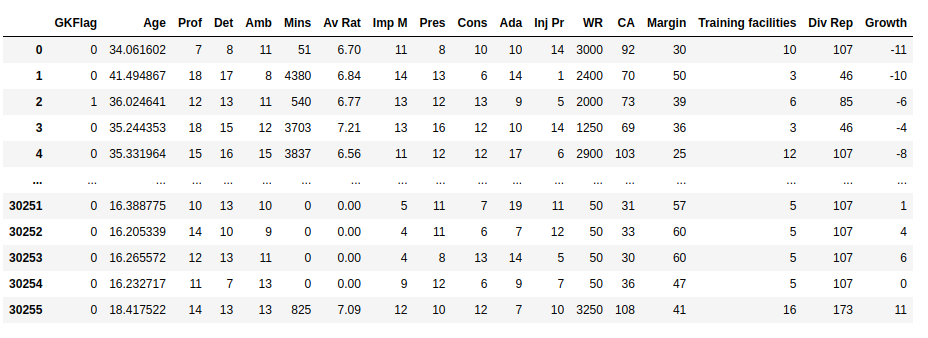 GKFlag Age Prof Det Amb Mins Av Rat Imp M Pres Cons Ada Inj Pr WR CA Margin Training facilities Div Rep Growth
0 0 34.061602 7 8 11 51 6.70 11 8 10 10 14 3000 92 30 10 107 -11
1 0 41.494867 18 17 8 4380 6.84 14 13 6 14 1 2400 70 50 3 46 -10
2 1 36.024641 12 13 11 540 6.77 13 12 13 9 5 2000 73 39 6 85 -6
3 0 35.244353 18 15 12 3703 7.21 13 16 12 10 14 1250 69 36 3 46 -4
4 0 35.331964 15 16 15 3837 6.56 11 12 12 17 6 2900 103 25 12 107 -8
... ... ... ... ... ... ... ... ... ... ... ... ... ... ... ... ... ... ...
30251 0 16.388775 10 13 10 0 0.00 5 11 7 19 11 50 31 57 5 107 1
30252 0 16.205339 14 10 9 0 0.00 4 11 6 7 12 50 33 60 5 107 4
30253 0 16.265572 12 13 11 0 0.00 4 8 13 14 5 50 30 60 5 107 6
30254 0 16.232717 11 7 13 0 0.00 9 12 6 9 7 50 36 47 5 107 0
30255 0 18.417522 14 13 13 825 7.09 12 10 12 7 10 3250 108 41 16 173 11